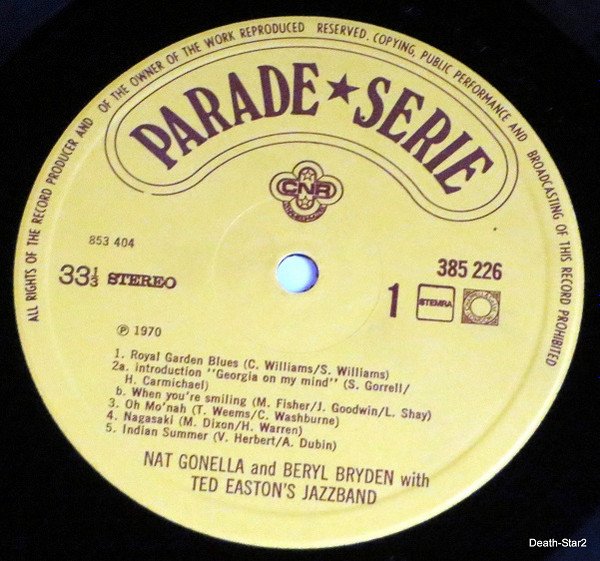 ALL RIGHTS OF THE RECORD PRODUCER AND OF THE OWNER OF THE WORK REPRODUCED RESERVED. COPYING, PUBLIC PERFORMANCE AND BROADCASTING OF THIS RECORD PROHIBITED
PARADE★SERIE
CNR
853 404
33⅓ STEREO
385 226
1
STEMRA
℗ 1970
1. Royal Garden Blues (C. Williams/S. Williams)
2a. introduction "Georgia on my mind" (S. Gorrell/
H. Carmichael)
b. When you're smiling (M. Fisher/J. Goodwin/L. Shay)
3. Oh Mo'nah (T. Weems/C. Washburne)
4. Nagasaki (M. Dixon/H. Warren)
5. Indian Summer (V. Herbert/A. Dubin)
NAT GONELLA and BERYL BRYDEN with
TED EASTON'S JAZZBAND
Death-Star2